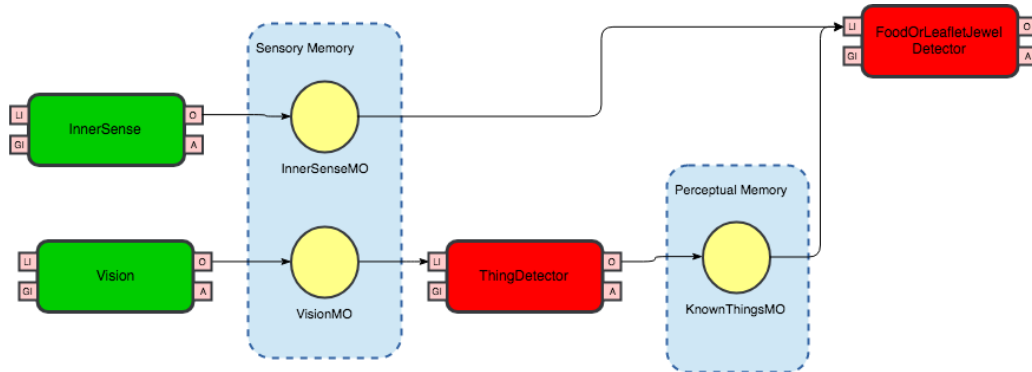 LI
GI
FoodOrLeafletJewel
Detector
O
A
Sensory Memory
LI
GI
InnerSense
O
A
InnerSenseMO
Perceptual Memory
LI
GI
Vision
O
A
VisionMO
LI
GI
ThingDetector
O
A
KnownThingsMO